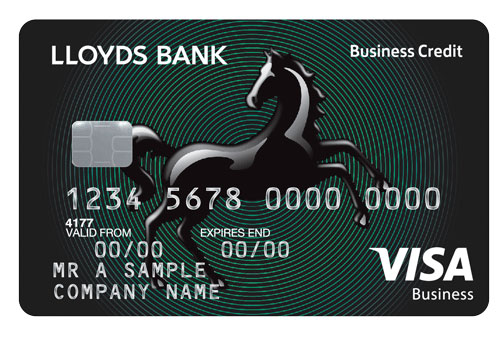 LLOYDS BANK Business Credit
1234 5678 0000 0000
4177
VALID FROM EXPIRES END
00/00 00/00
MR A SAMPLE
COMPANY NAME
VISA
Business